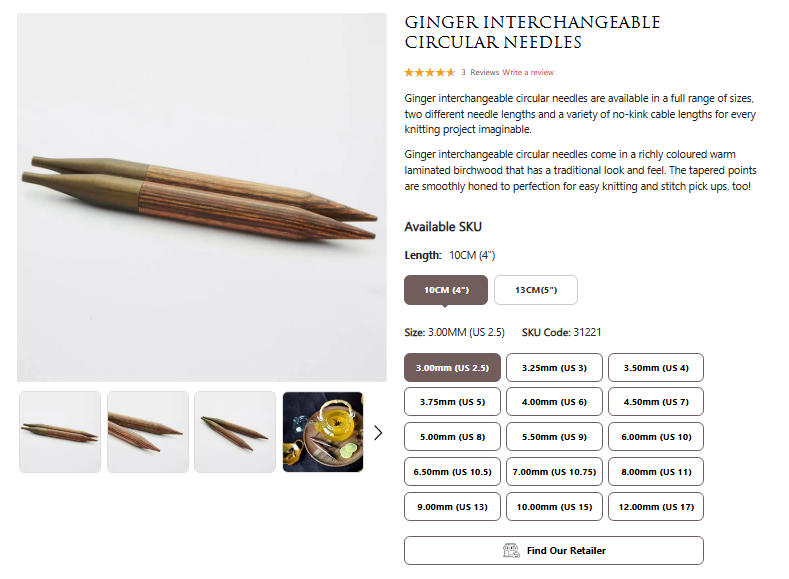 GINGER INTERCHANGEABLE
CIRCULAR NEEDLES
3 Reviews Write a review
Ginger interchangeable circular needles are available in a full range of sizes,
two different needle lengths and a variety of no-kink cable lengths for every
knitting project imaginable.
Ginger interchangeable circular needles come in a richly coloured warm
laminated birchwood that has a traditional look and feel. The tapered points
are smoothly honed to perfection for easy knitting and stitch pick ups, too!
Available SKU
Length: 10CM (4")
10CM (4") 13CM(5")
Size: 3.00MM (US 2.5) SKU Code: 31221
3.00mm (US 2.5) 3.25mm (US 3) 3.50mm (US 4)
3.75mm (US 5) 4.00mm (US 6) 4.50mm (US 7)
5.00mm (US 8) 5.50mm (US 9) 6.00mm (US 10)
6.50mm (US 10.5) 7.00mm (US 10.75) 8.00mm (US 11)
9.00mm (US 13) 10.00mm (US 15) 12.00mm (US 17)
Find Our Retailer